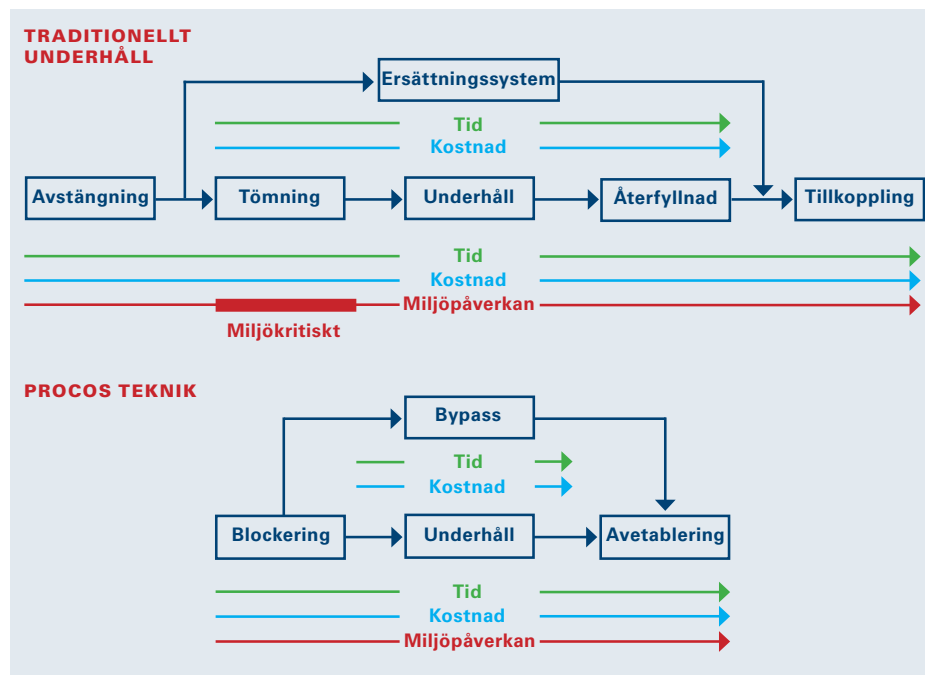 TRADITIONELLT
UNDERHÅLL
Ersättningssystem
Tid
Kostnad
Avstängning
Tömning
Underhåll
Återfyllnad
Tillkoppling
Tid
Kostnad
Miljöpåverkan
Miljökritiskt
PROCOS TEKNIK
Bypass
Tid
Kostnad
Blockering
Underhåll
Avetablering
Tid
Kostnad
Miljöpåverkan